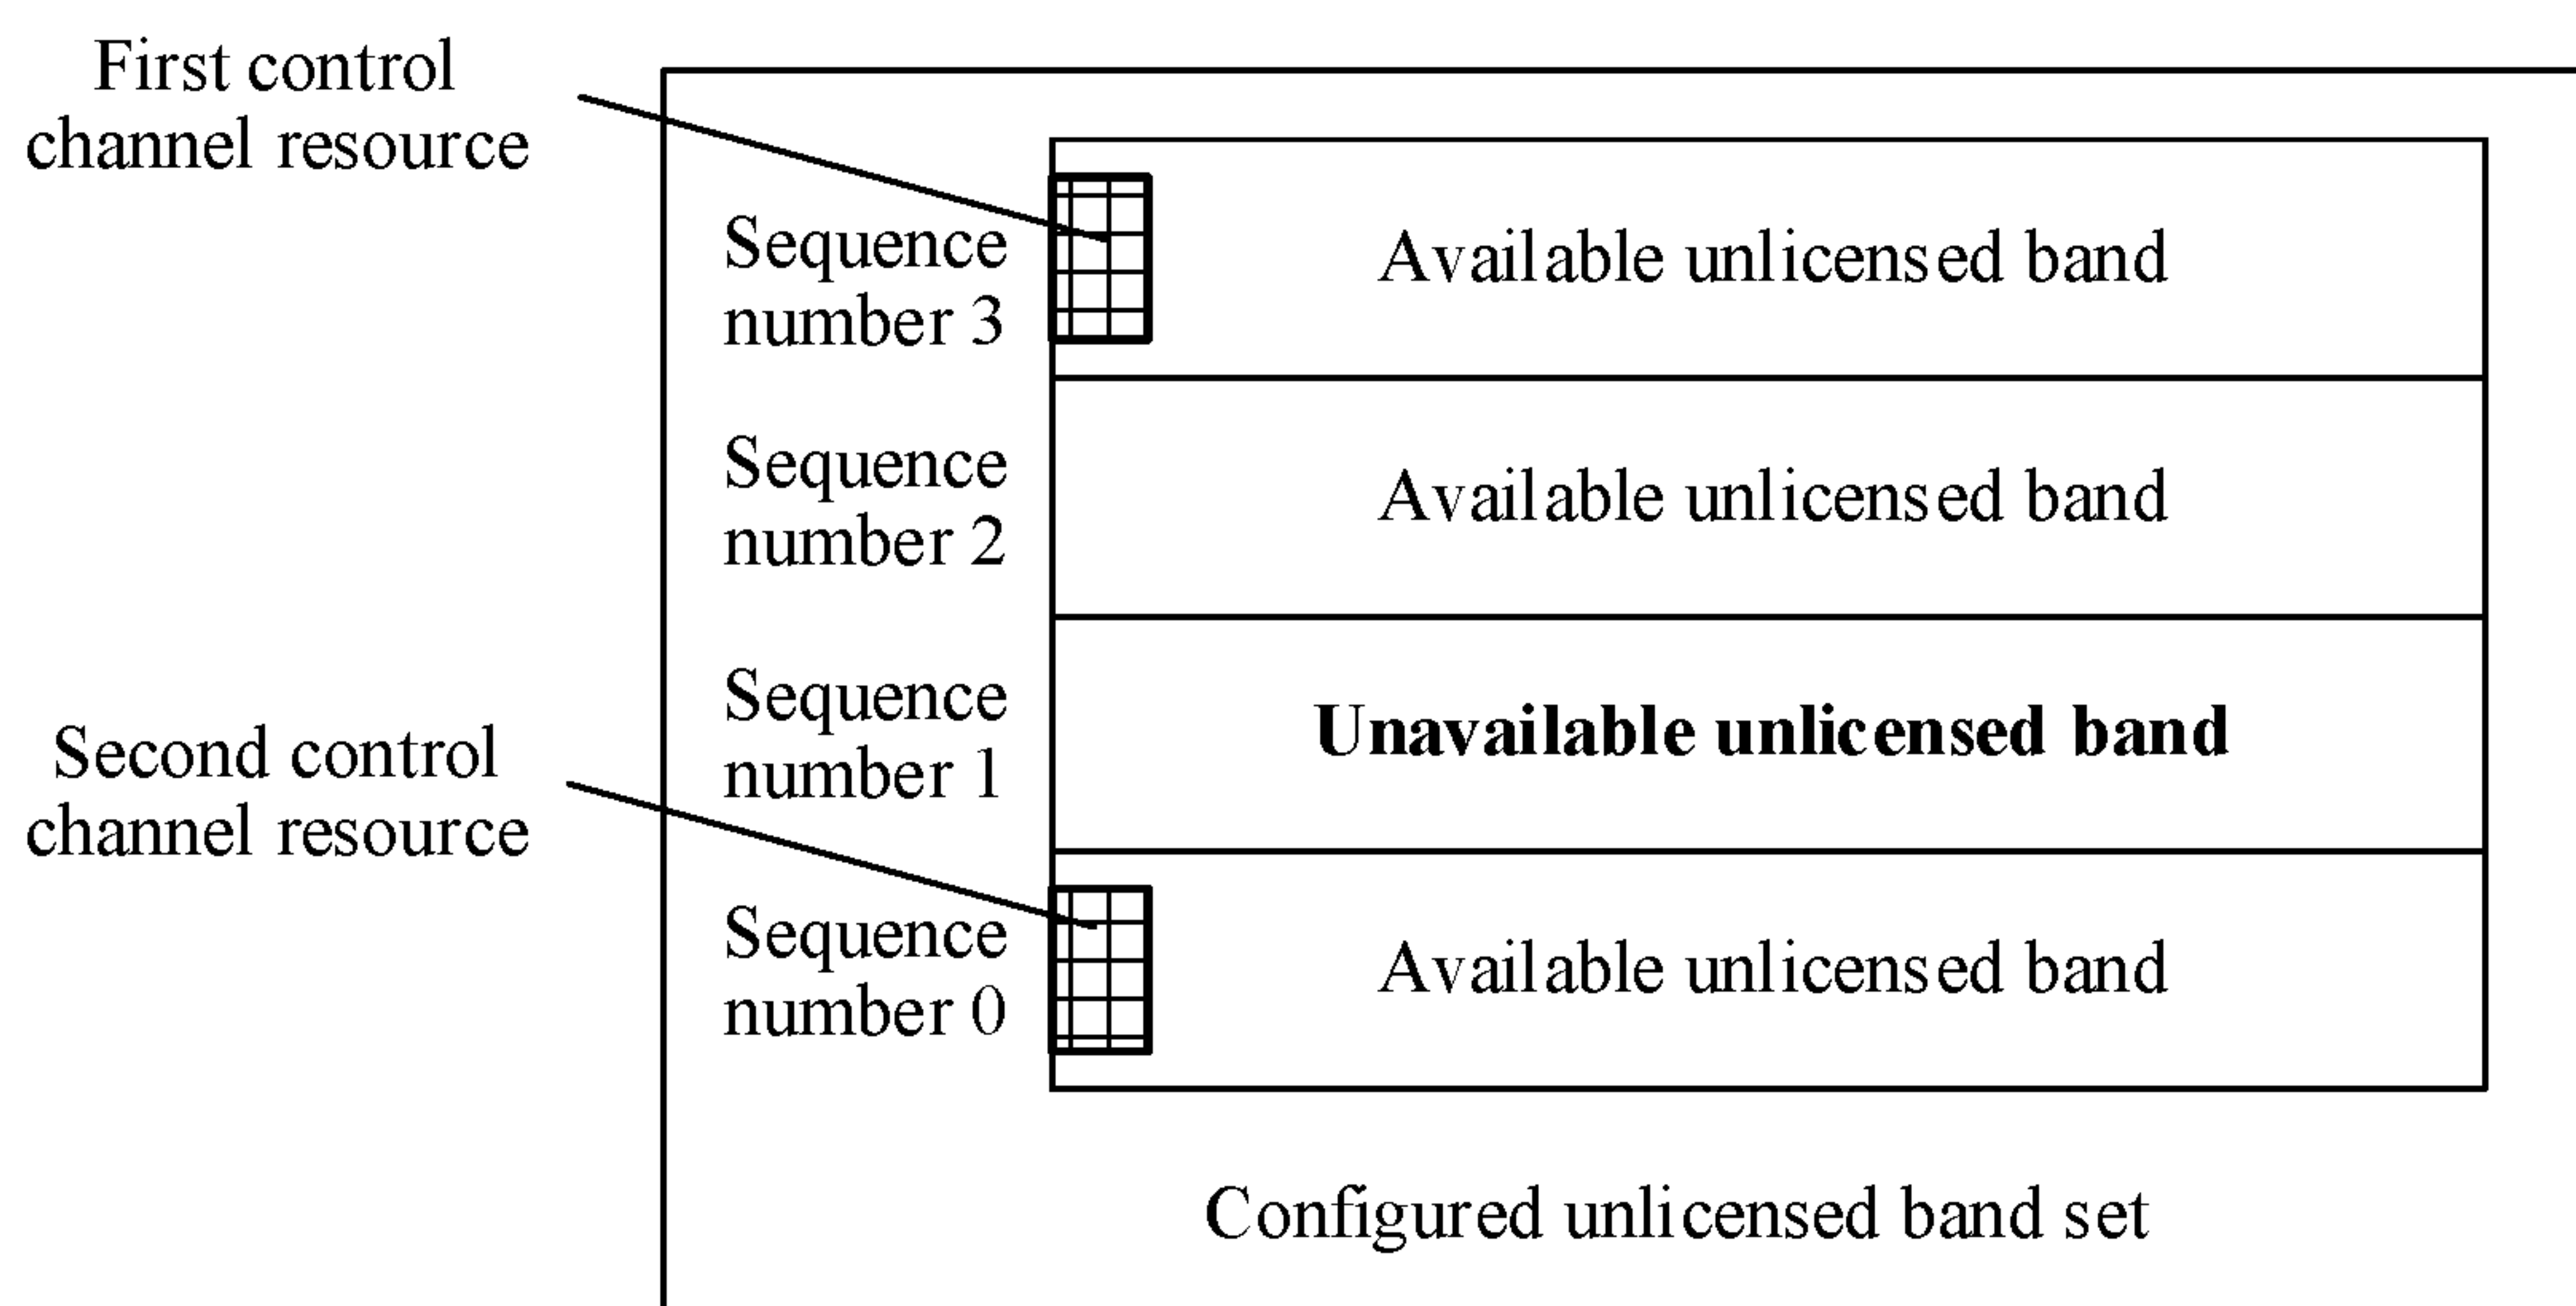 First control
channel resource
Sequence
number 3
Available unlicensed band
Sequence
number 2
Available unlicensed band
Sequence
number 1
Unavailable unlicensed band
Second control
channel resource
Sequence
number 0
Available unlicensed band
Configured unlicensed band set